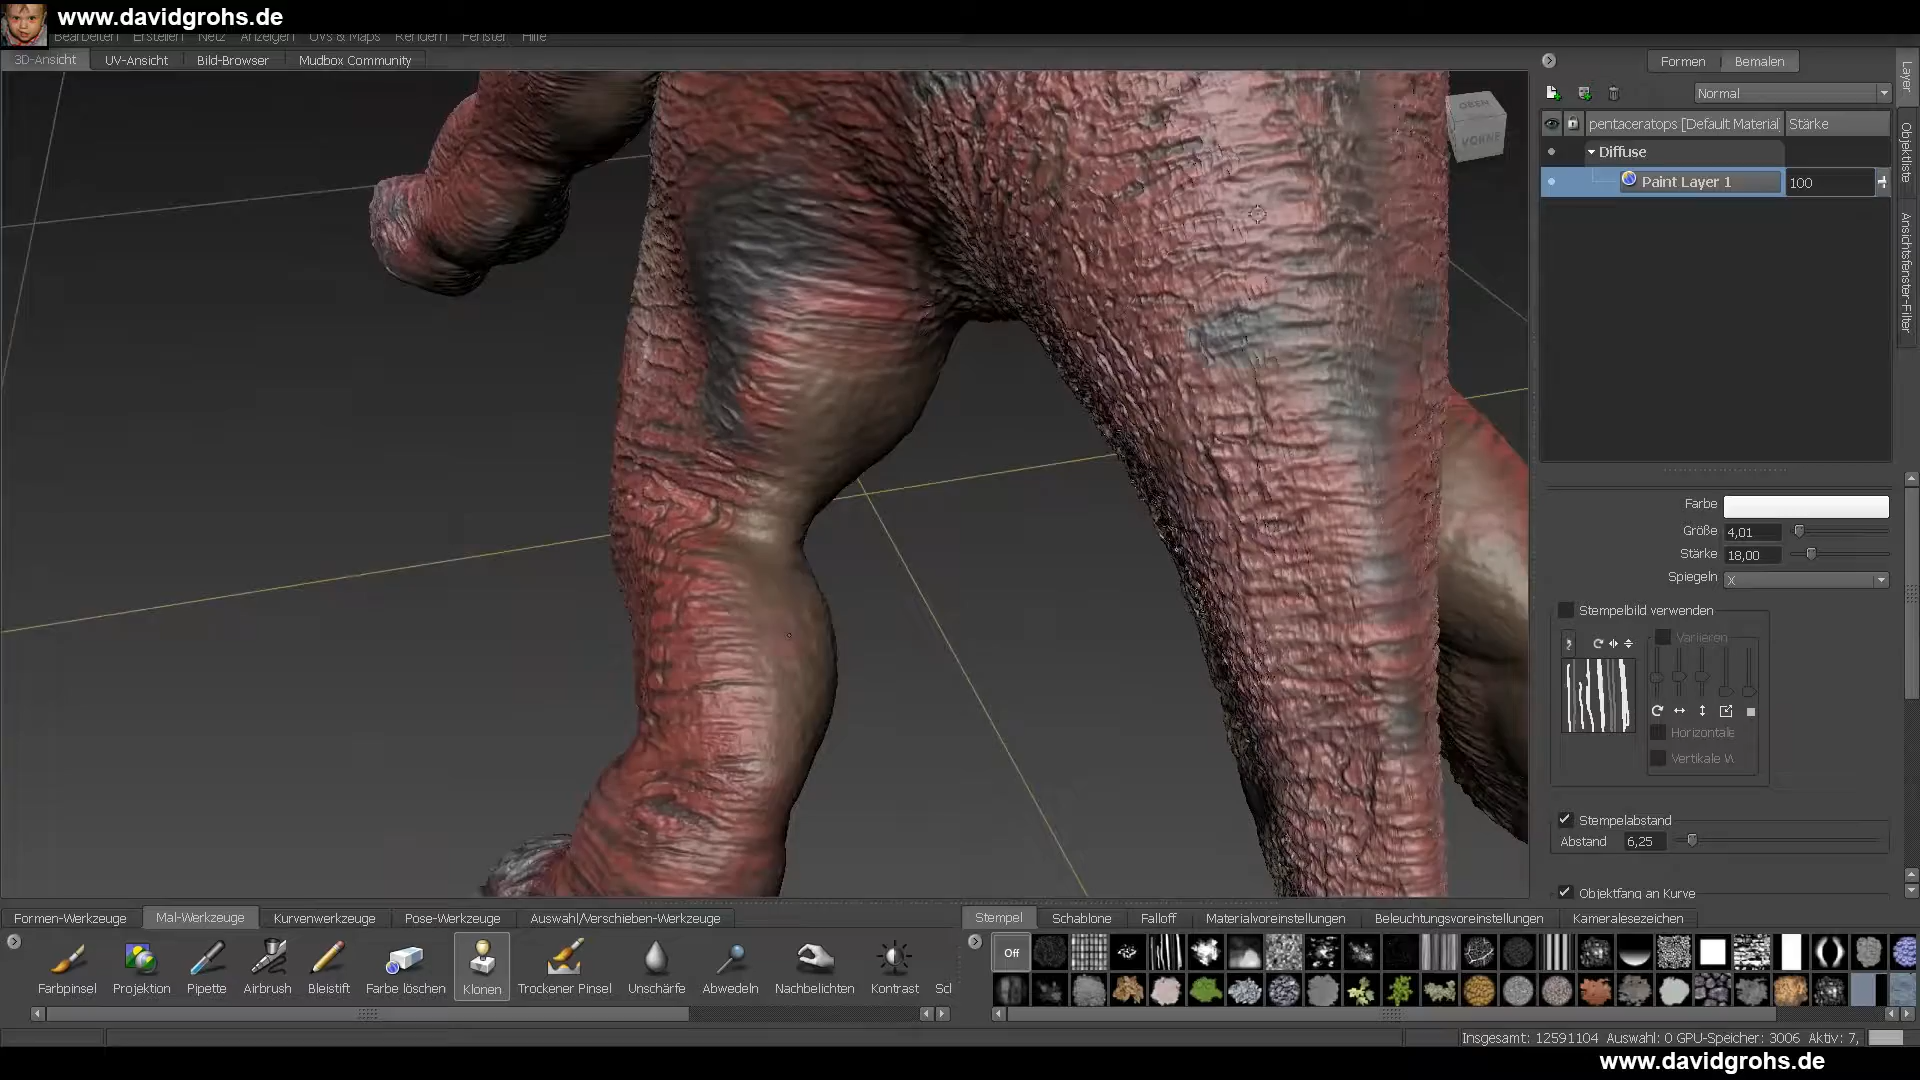 www.davidgrohs.de
Bearbeiten Erstellen Netz Anzeigen UVs & Maps Rendern Fenster Hilfe
3D-Ansicht UV-Ansicht Bild-Browser Mudbox Community
OBEN
VORNE
Formen Bemalen
Normal
pentaceratops [Default Material] Stärke
Diffuse
Paint Layer 1 100
Layer
Objektliste
Ansichtsfenster-Filter
Farbe
Größe 4,01
Stärke 18,00
Spiegeln X
Stempelbild verwenden
Variieren
Horizontale
Vertikale W
Stempelabstand
Abstand 6,25
Objektfang an Kurve
Formen-Werkzeuge Mal-Werkzeuge Kurvenwerkzeuge Pose-Werkzeuge Auswahl/Verschieben-Werkzeuge
Stempel Schablone Falloff Materialvoreinstellungen Beleuchtungsvoreinstellungen Kameralesezeichen
Off
Farbpinsel Projektion Pipette Airbrush Bleistift Farbe löschen Klonen Trockener Pinsel Unschärfe Abwedeln Nachbelichten Kontrast Scl
Insgesamt: 12591104 Auswahl: 0 GPU-Speicher: 3006 Aktiv: 7,
www.davidgrohs.de